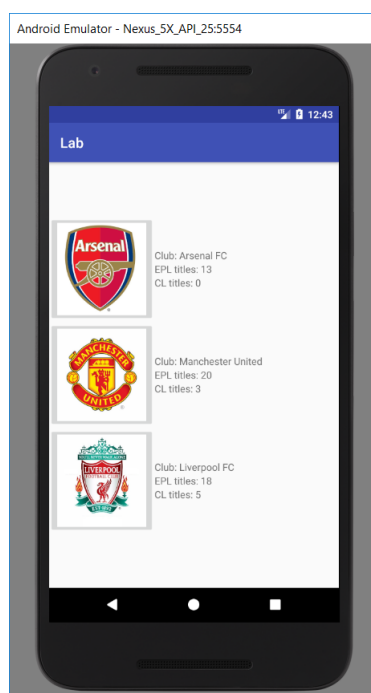 Android Emulator - Nexus_5X_API_25:5554
12:43
Lab
Arsenal
Club: Arsenal FC
EPL titles: 13
CL titles: 0
MANCHESTER
UNITED
Club: Manchester United
EPL titles: 20
CL titles: 3
LIVERPOOL
Club: Liverpool FC
EPL titles: 18
CL titles: 5